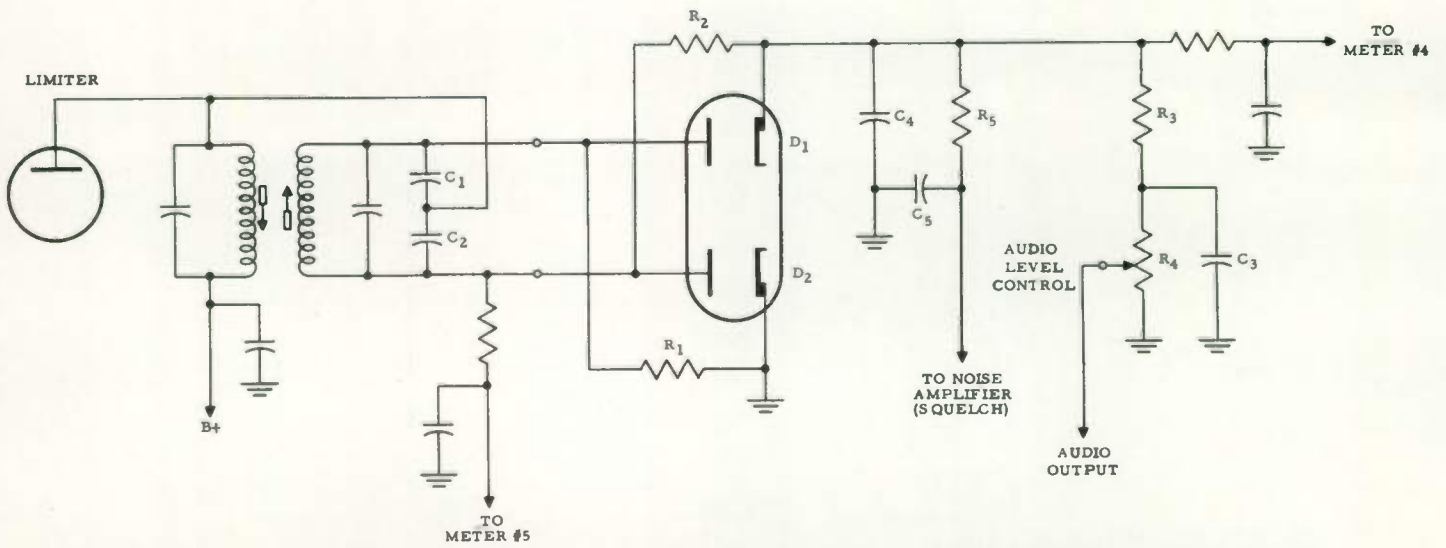 R2
TO
METER #4
LIMITER
C1
C2
D1
D2
C4
R5
C5
R3
R4
C3
AUDIO
LEVEL
CONTROL
R1
B+
TO NOISE
AMPLIFIER
(SQUELCH)
AUDIO
OUTPUT
TO
METER #5